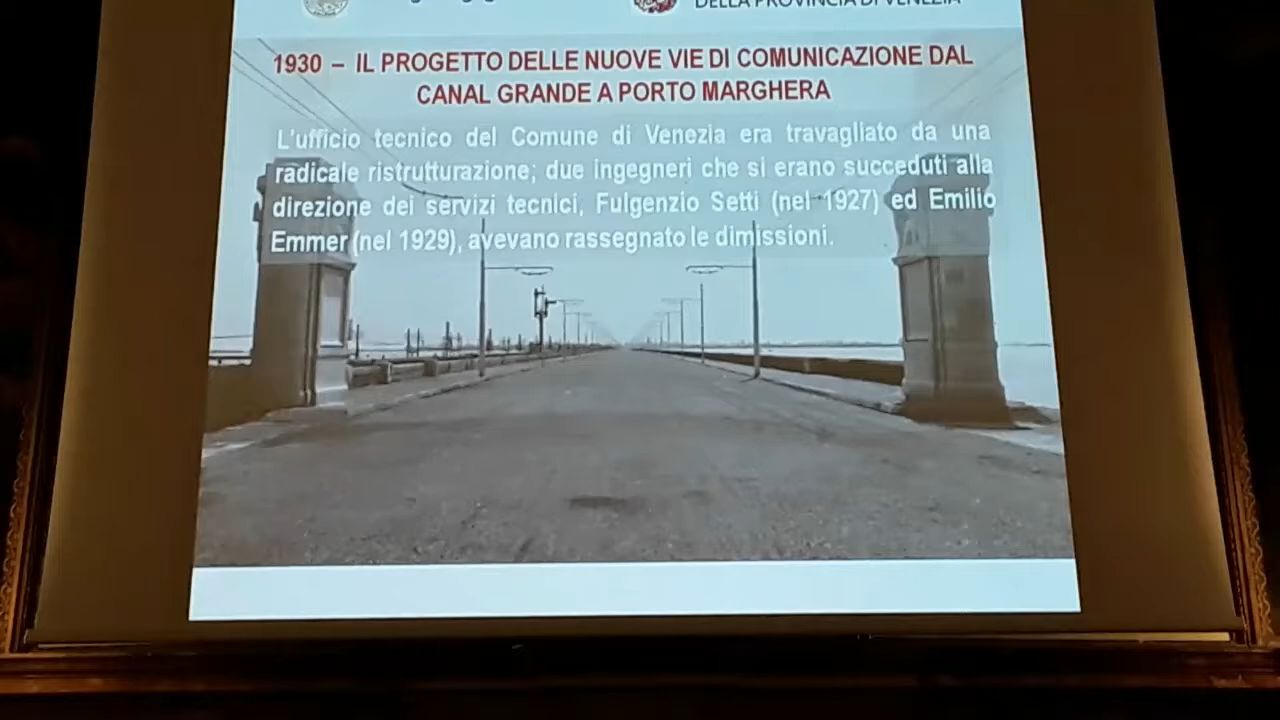 DELLA PROVINCIA DI VENEZIA
1930 – IL PROGETTO DELLE NUOVE VIE DI COMUNICAZIONE DAL
CANAL GRANDE A PORTO MARGHERA
L'ufficio tecnico del Comune di Venezia era travagliato da una
radicale ristrutturazione; due ingegneri che si erano succeduti alla
direzione dei servizi tecnici, Fulgenzio Setti (nel 1927) ed Emilio
Emmer (nel 1929), avevano rassegnato le dimissioni.